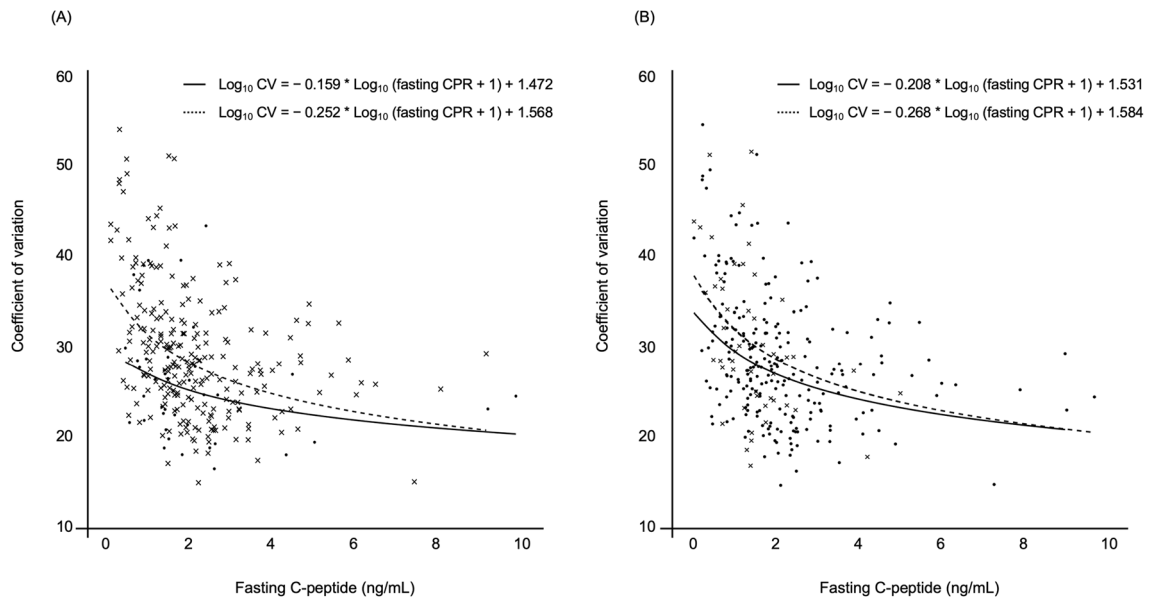 (A)
Log₁₀ CV = − 0.159 * Log₁₀ (fasting CPR + 1) + 1.472
Log₁₀ CV = − 0.252 * Log₁₀ (fasting CPR + 1) + 1.568
Coefficient of variation
60
50
40
30
20
10
0 2 4 6 8 10
Fasting C-peptide (ng/mL)
(B)
Log₁₀ CV = − 0.208 * Log₁₀ (fasting CPR + 1) + 1.531
Log₁₀ CV = − 0.268 * Log₁₀ (fasting CPR + 1) + 1.584
Coefficient of variation
60
50
40
30
20
10
0 2 4 6 8 10
Fasting C-peptide (ng/mL)